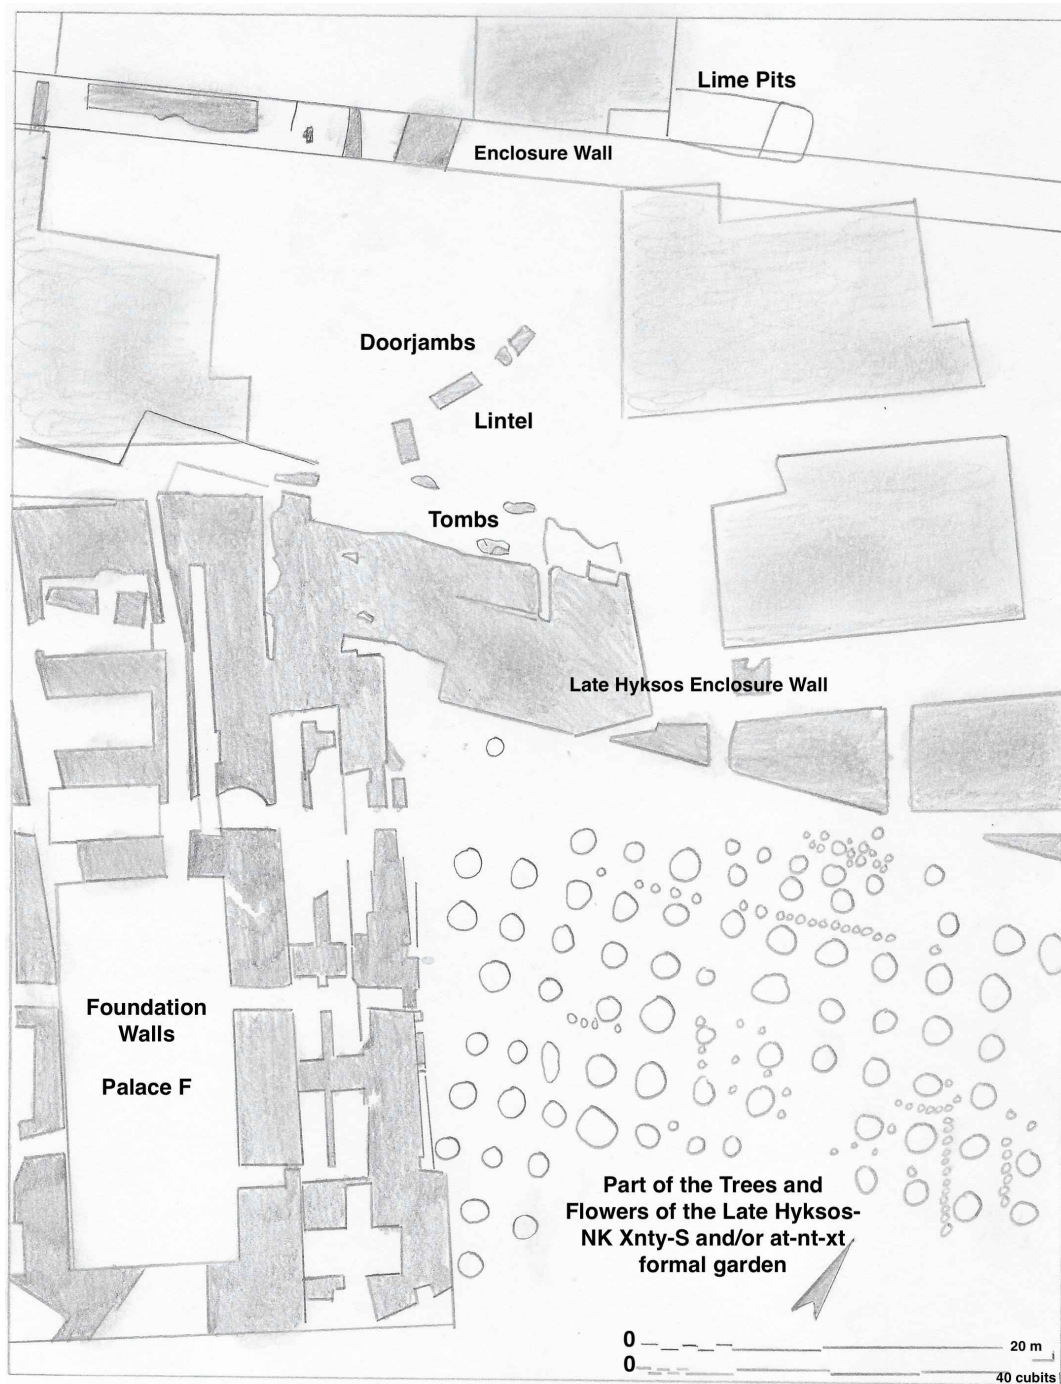 Lime Pits
Enclosure Wall
Doorjambs
Lintel
Tombs
Late Hyksos Enclosure Wall
Foundation
Walls
Palace F
Part of the Trees and
Flowers of the Late Hyksos-
NK Xnty-S and/or at-nt-xt
formal garden
0
20 m
0
40 cubits